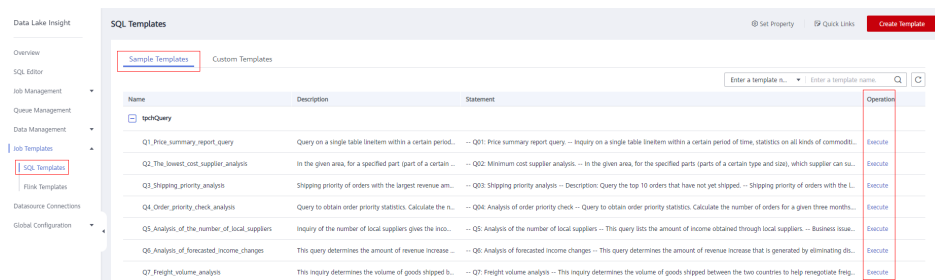 Data Lake Insight
SQL Templates
Set Property
Quick Links
Create Template
Overview
SQL Editor
Job Management
Queue Management
Data Management
Job Templates
SQL Templates
Flink Templates
Datasource Connections
Global Configuration
Sample Templates
Custom Templates
Enter a template n...
Enter a template name.
Name Description Statement Operation
tpchQuery
Q1_Price_summary_report_query Query on a single table lineitem within a certain period... -- Q01: Price summary report query. -- Inquiry on a single table lineitem within a certain period of time, statistics on all kinds of commoditi... Execute
Q2_The_lowest_cost_supplier_analysis In the given area, for a specified part (part of a certain ... -- Q02: Minimum cost supplier analysis. -- In the given area, for the specified parts (parts of a certain type and size), which supplier can su... Execute
Q3_Shipping_priority_analysis Shipping priority of orders with the largest revenue am... -- Q03: Shipping priority analysis -- Description: Query the top 10 orders that have not yet shipped. -- Shipping priority of orders with the l... Execute
Q4_Order_priority_check_analysis Query to obtain order priority statistics. Calculate the n... -- Q04: Analysis of order priority check -- Query to obtain order priority statistics. Calculate the number of orders for a given three months... Execute
Q5_Analysis_of_the_number_of_local_suppliers Inquiry of the number of local suppliers gives the inco... -- Q5: Analysis of the number of local suppliers -- This query lists the amount of income obtained through local suppliers. -- Business issue... Execute
Q6_Analysis_of_forecasted_income_changes This query determines the amount of revenue increase ... -- Q6: Analysis of forecasted income changes -- This query determines the amount of revenue increase that is generated by eliminating dis... Execute
Q7_Freight_volume_analysis This inquiry determines the volume of goods shipped b... -- Q7: Freight volume analysis -- This inquiry determines the volume of goods shipped between the two countries to help renegotiate freig... Execute